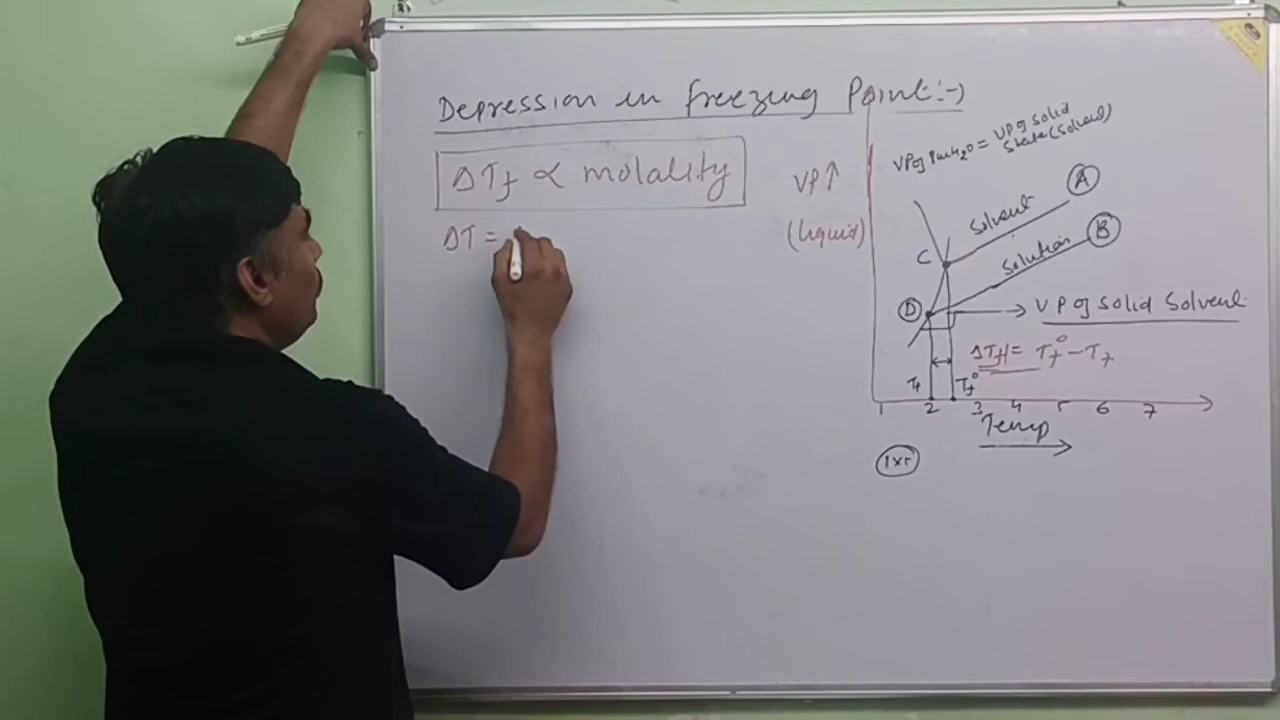 Depression in freezing Point:-)
ΔTf ∝ molality
ΔT =
VP↑
(liquid)
VP of Pure H2O = VP of solid
State (Solvent)
A
Solvent
B
Solution
C
D
VP of solid Solvent
ΔTf = Tf° - Tf
Tf Tf°
1 2 3 4 5 6 7
Temp